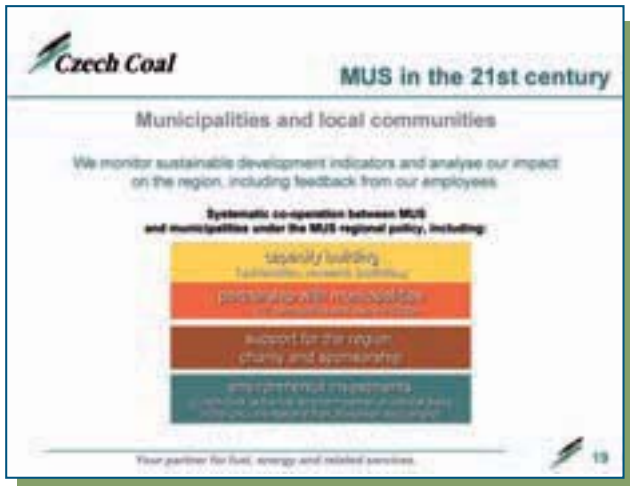 Czech Coal
MUS in the 21st century
Municipalities and local communities
We monitor sustainable development indicators and analyse our impact
on the region, including feedback from our employees
Systematic co-operation between MUS
and municipalities under the MUS regional policy, including:
capacity building
partnership with municipalities
support for the region,
charity and sponsorship
environmental investments
Your partner for fuel, energy and related services.
19